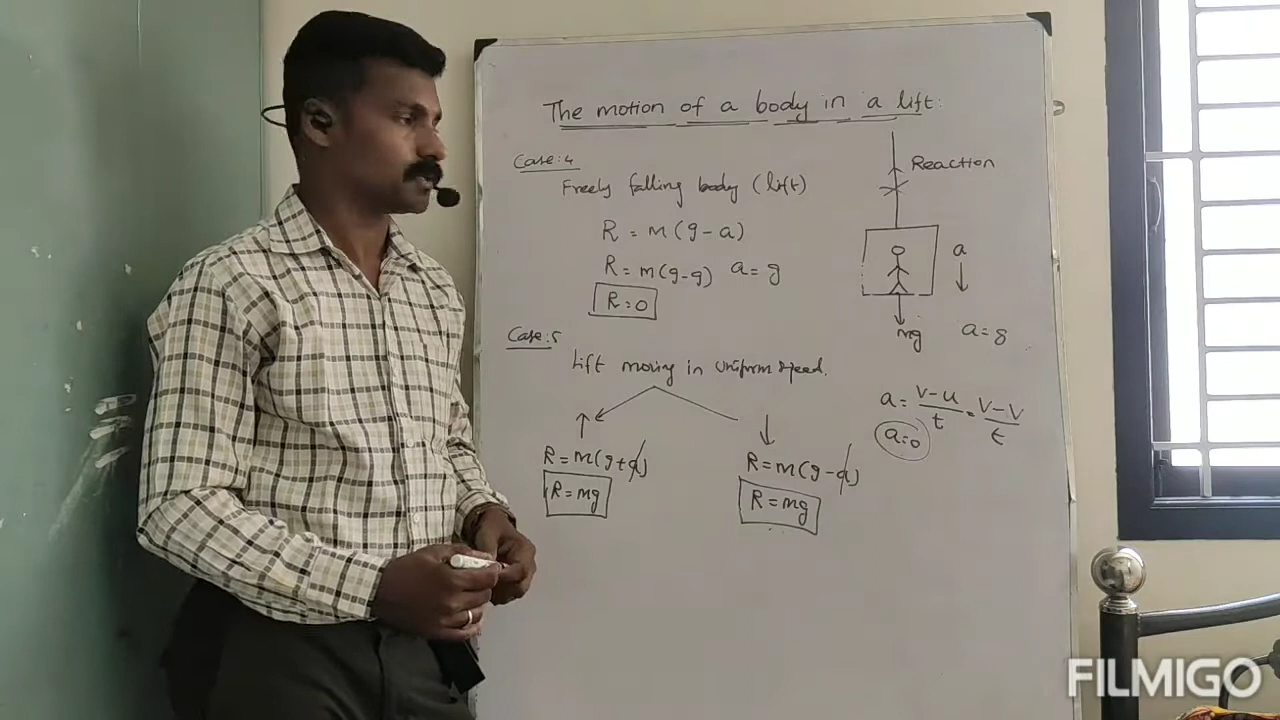 The motion of a body in a lift:
Case:4
Freely falling body (lift)
R = m(g-a)
R = m(g-g) a = g
R=0
Reaction
a
mg
a=g
Case:5
Lift moving in uniform speed.
R=m(g+a)
R=mg
R=m(g-a)
R=mg
a = v-u/t = v-v/t
a=0
FILMIGO